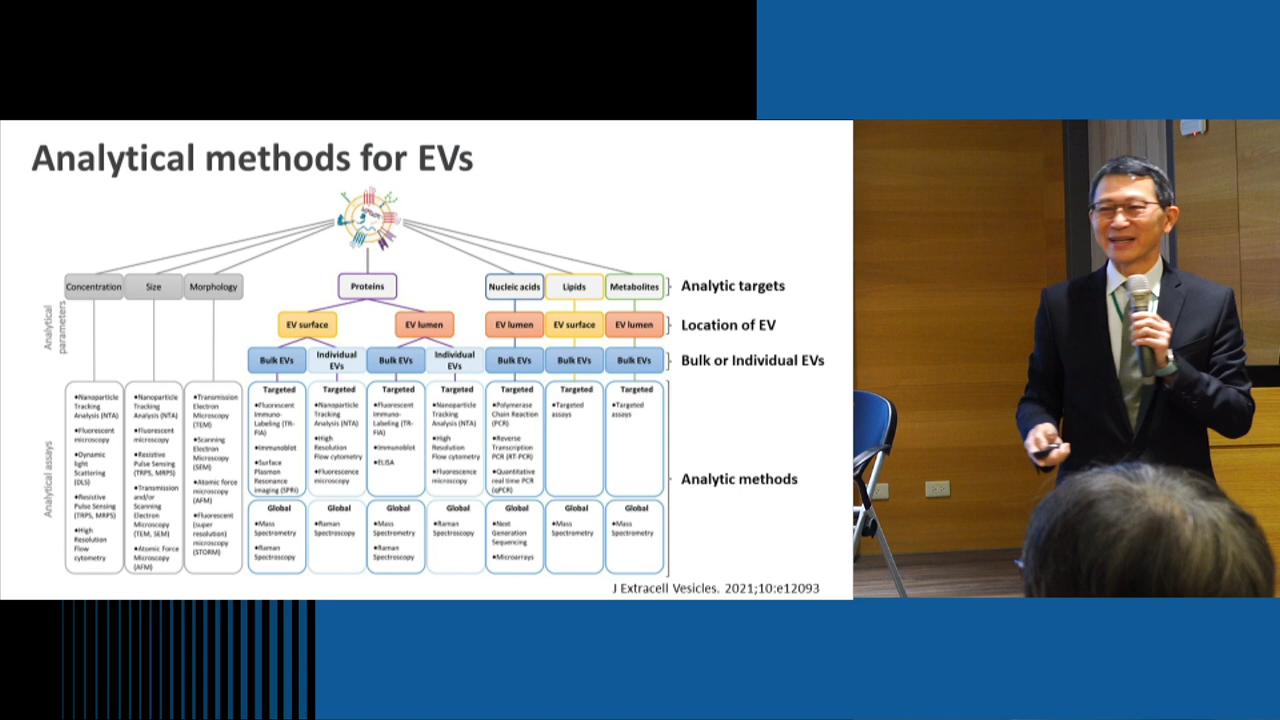 Analytical methods for EVs
Concentration
Size
Morphology
Proteins
Nucleic acids
Lipids
Metabolites
Analytic targets
Analytical
parameters
EV surface
EV lumen
EV lumen
EV surface
EV lumen
Location of EV
Bulk EVs
Individual
EVs
Bulk EVs
Individual
EVs
Bulk EVs
Bulk EVs
Bulk EVs
Bulk or Individual EVs
Analytical assays
•Nanoparticle
Tracking
Analysis (NTA)
•Fluorescent
microscopy
•Dynamic
light
Scattering
(DLS)
•Resistive
Pulse Sensing
(TRPS, MRPS)
•High
Resolution
Flow
cytometry
•Nanoparticle
Tracking
Analysis (NTA)
•Fluorescent
microscopy
•Resistive
Pulse Sensing
(TRPS, MRPS)
•Transmission
and/or
Scanning
Electron
Microscopy
(TEM, SEM)
•Atomic Force
Microscopy
(AFM)
•Transmission
Electron
Microscopy
(TEM)
•Scanning
Electron
Microscopy
(SEM)
•Atomic force
microscopy
(AFM)
•Fluorescent
(super
resolution)
microscopy
(STORM)
Targeted
•Fluorescent
Immuno-
Labeling (TR-
FIA)
•Immunoblot
•Surface
Plasmon
Resonance
imaging (SPRi)
Targeted
•Nanoparticle
Tracking
Analysis (NTA)
•High
Resolution
Flow cytometry
•Fluorescence
microscopy
Targeted
•Fluorescent
Immuno-
Labeling (TR-
FIA)
•Immunoblot
•ELISA
Targeted
•Nanoparticle
Tracking
Analysis (NTA)
•High
Resolution
Flow cytometry
•Fluorescence
microscopy
Targeted
•Polymerase
Chain Reaction
(PCR)
•Reverse
Transcription
PCR (RT-PCR)
•Quantitative
real time PCR
(qPCR)
Targeted
•Targeted
assays
Targeted
•Targeted
assays
Analytic methods
Global
•Mass
Spectrometry
•Raman
Spectroscopy
Global
•Raman
Spectroscopy
Global
•Mass
Spectrometry
•Raman
Spectroscopy
Global
•Raman
Spectroscopy
Global
•Next
Generation
Sequencing
•Microarrays
Global
•Mass
Spectrometry
Global
•Mass
Spectrometry
J Extracell Vesicles. 2021;10:e12093